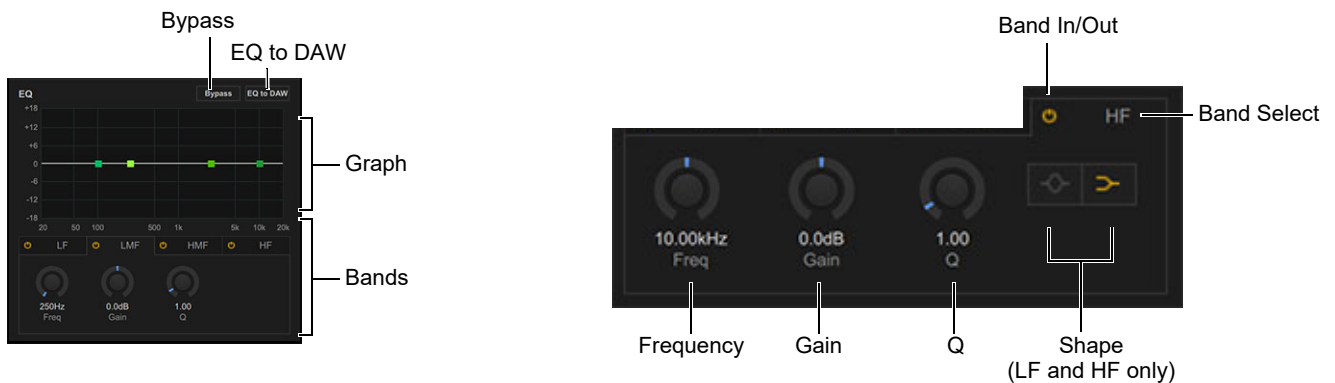 Bypass
EQ to DAW
EQ
Bypass
EQ to DAW
+18
+12
+6
0
-6
-12
-18
20 50 100 500 1k 5k 10k 20k
LF LMF HMF HF
250Hz 0.0dB 1.00
Freq Gain Q
Graph
Bands
Band In/Out
HF
Band Select
10.00kHz 0.0dB 1.00
Freq Gain Q
Frequency Gain Q Shape
(LF and HF only)